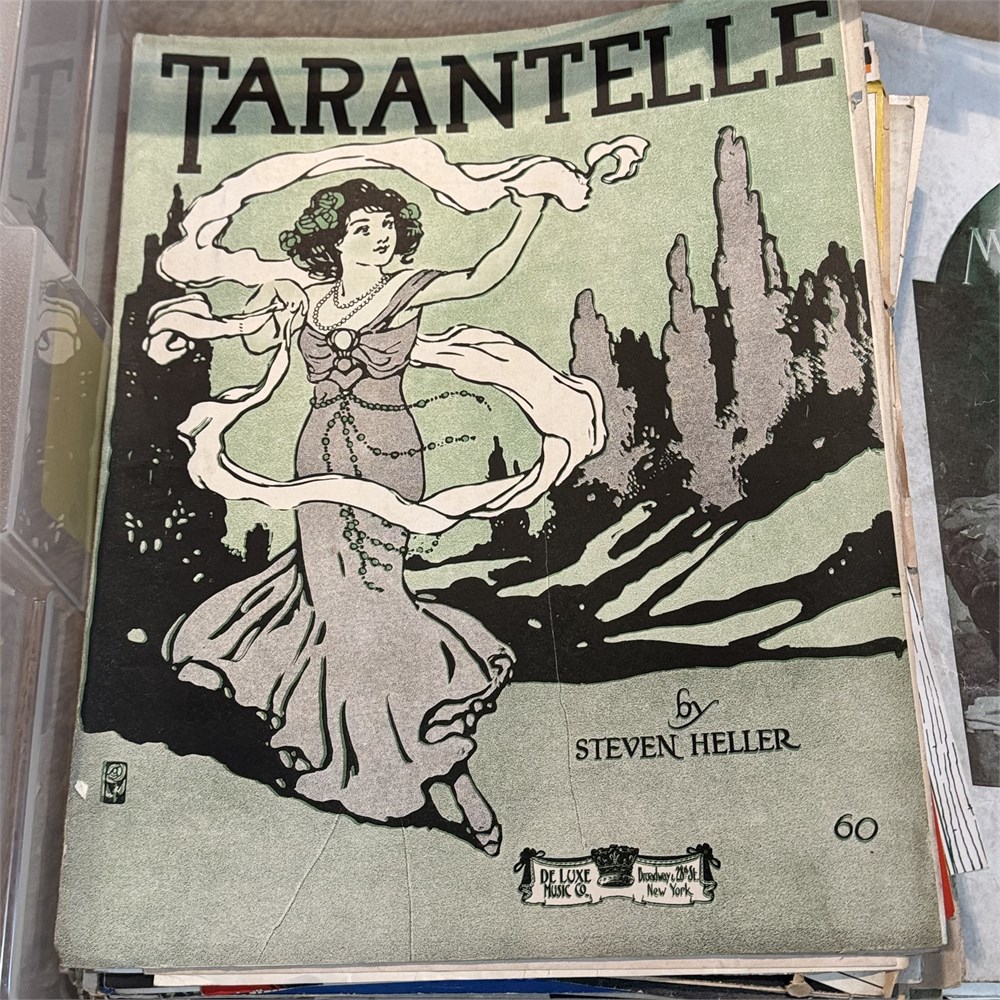 TARANTELLE
by
STEVEN HELLER
60
DE LUXE
MUSIC CO.
Broadway & 28th St.
New York
M